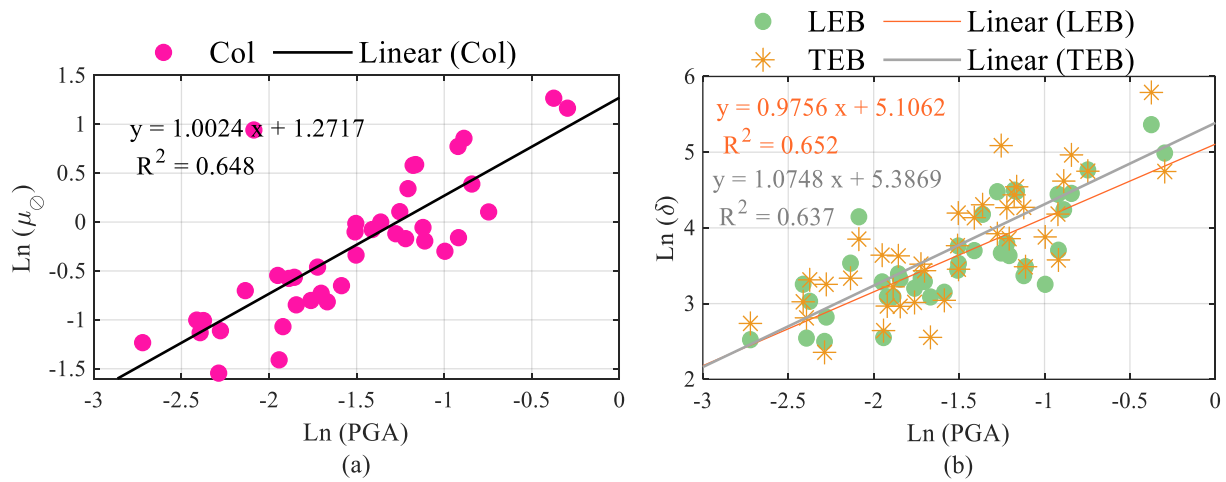 Col Linear (Col)
1.5
1
0.5
0
-0.5
-1
-1.5
Ln (μ∅)
y = 1.0024 x + 1.2717
R² = 0.648
-3 -2.5 -2 -1.5 -1 -0.5 0
Ln (PGA)
(a)
LEB Linear (LEB)
TEB Linear (TEB)
6
5
4
3
2
Ln (δ)
y = 0.9756 x + 5.1062
R² = 0.652
y = 1.0748 x + 5.3869
R² = 0.637
-3 -2.5 -2 -1.5 -1 -0.5 0
Ln (PGA)
(b)